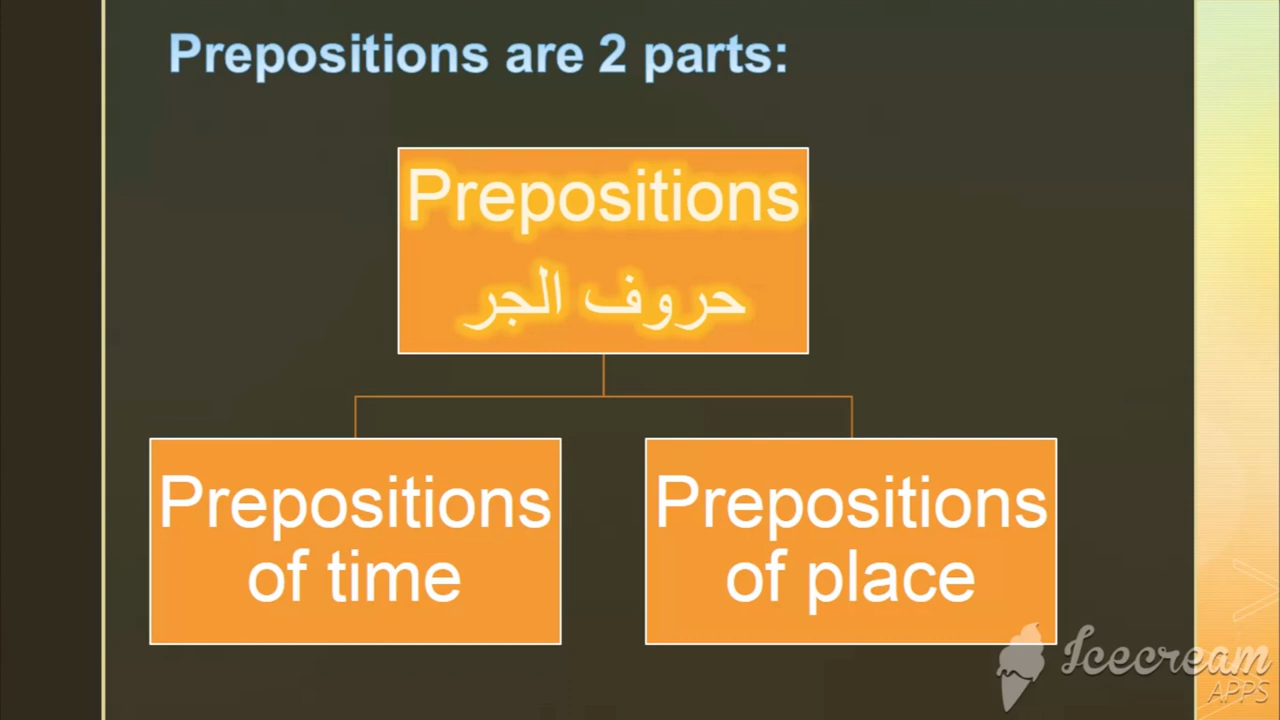 Prepositions are 2 parts:
Prepositions
حروف الجر
Prepositions
of time
Prepositions
of place
Icecream
APPS